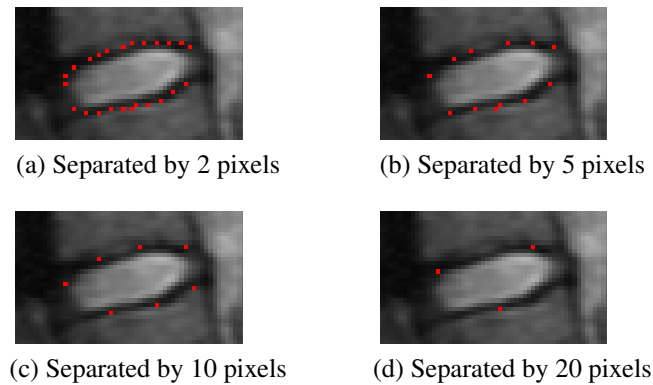 (a) Separated by 2 pixels
(b) Separated by 5 pixels
(c) Separated by 10 pixels
(d) Separated by 20 pixels